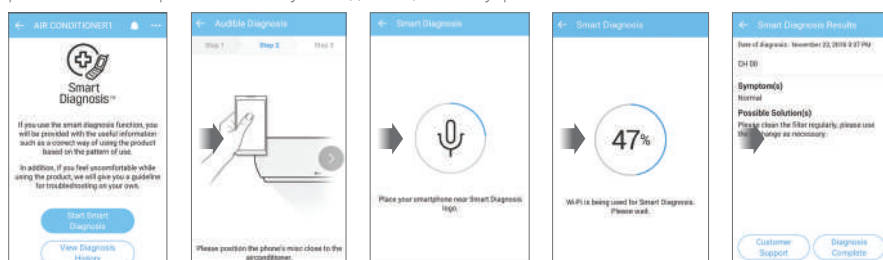 AIR CONDITIONER1
Smart
Diagnosis™
If you use the smart diagnosis function, you
will be provided with the useful information
such as a correct way of using the product
based on the pattern of use.
In addition, if you feel uncomfortable while
using the product, we will give you a guideline
for troubleshooting on your own.
Start Smart
Diagnosis
View Diagnosis
History
Audible Diagnosis
Step 1 Step 2 Step 3
Please position the phone's misc close to the
airconditioner.
Smart Diagnosis
Place your smartphone near Smart Diagnosis
logo.
Smart Diagnosis
47%
Wi-Fi is being used for Smart Diagnosis.
Please wait.
Smart Diagnosis Results
Date of diagnosis : November 23, 2016 3:37 PM
CH 00
Symptom(s)
Normal
Possible Solution(s)
Please clean the filter regularly, please use
change as necessary.
Customer
Support
Diagnosis
Complete